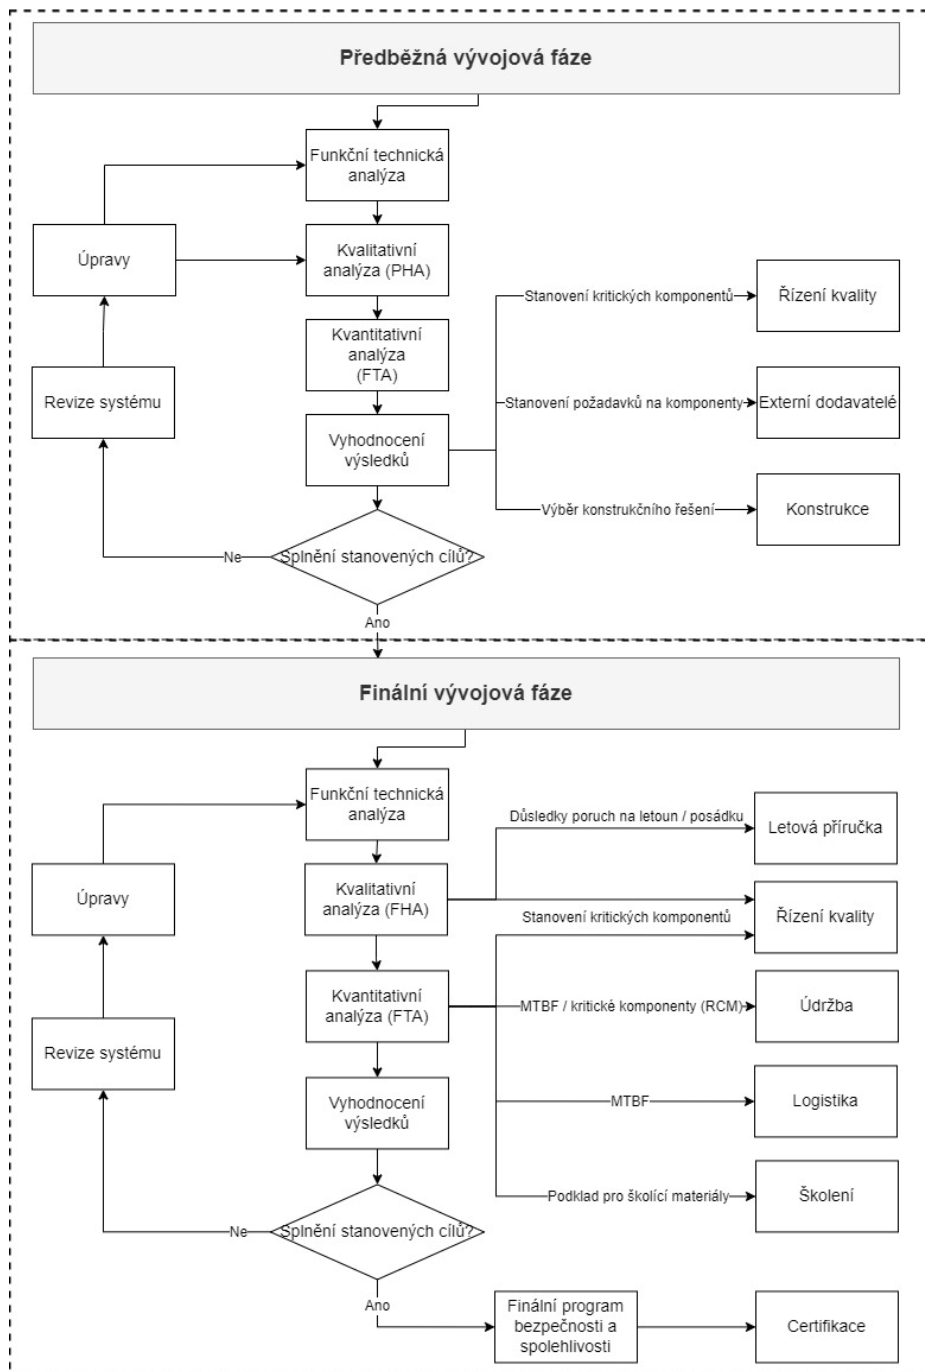 Předběžná vývojová fáze
Funkční technická
analýza
Úpravy
Kvalitativní
analýza (PHA)
Stanovení kritických komponentů
Řízení kvality
Kvantitativní
analýza
(FTA)
Revize systému
Stanovení požadavků na komponenty
Externí dodavatelé
Vyhodnocení
výsledků
Výběr konstrukčního řešení
Konstrukce
Ne
Splnění stanovených cílů?
Ano
Finální vývojová fáze
Funkční technická
analýza
Důsledky poruch na letoun / posádku
Letová příručka
Úpravy
Kvalitativní
analýza (FHA)
Stanovení kritických komponentů
Řízení kvality
Kvantitativní
analýza (FTA)
MTBF / kritické komponenty (RCM)
Údržba
Revize systému
Vyhodnocení
výsledků
MTBF
Logistika
Podklad pro školící materiály
Školení
Ne
Splnění stanovených cílů?
Ano
Finální program
bezpečnosti a
spolehlivosti
Certifikace